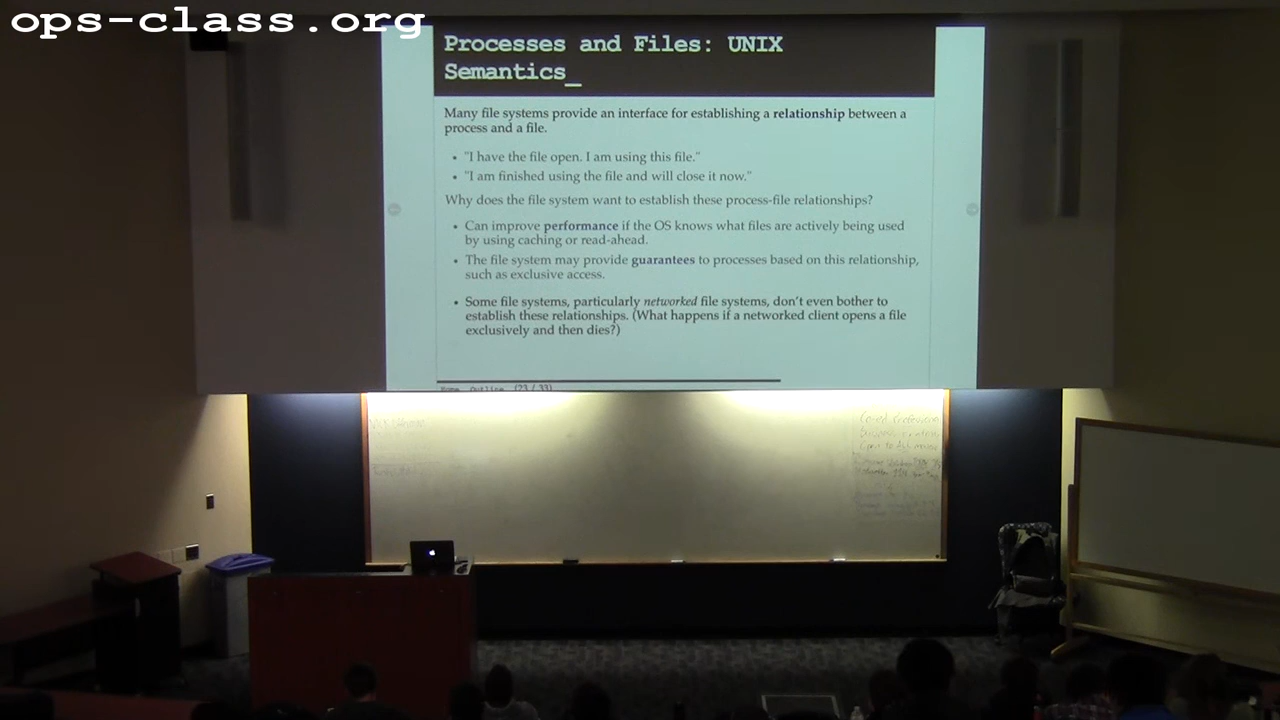 ops-class.org
Processes and Files: UNIX
Semantics_
Many file systems provide an interface for establishing a relationship between a
process and a file.
• "I have the file open. I am using this file."
• "I am finished using the file and will close it now."
Why does the file system want to establish these process-file relationships?
• Can improve performance if the OS knows what files are actively being used
by using caching or read-ahead.
• The file system may provide guarantees to processes based on this relationship,
such as exclusive access.
• Some file systems, particularly networked file systems, don't even bother to
establish these relationships. (What happens if a networked client opens a file
exclusively and then dies?)
Home Outline (23 / 33)